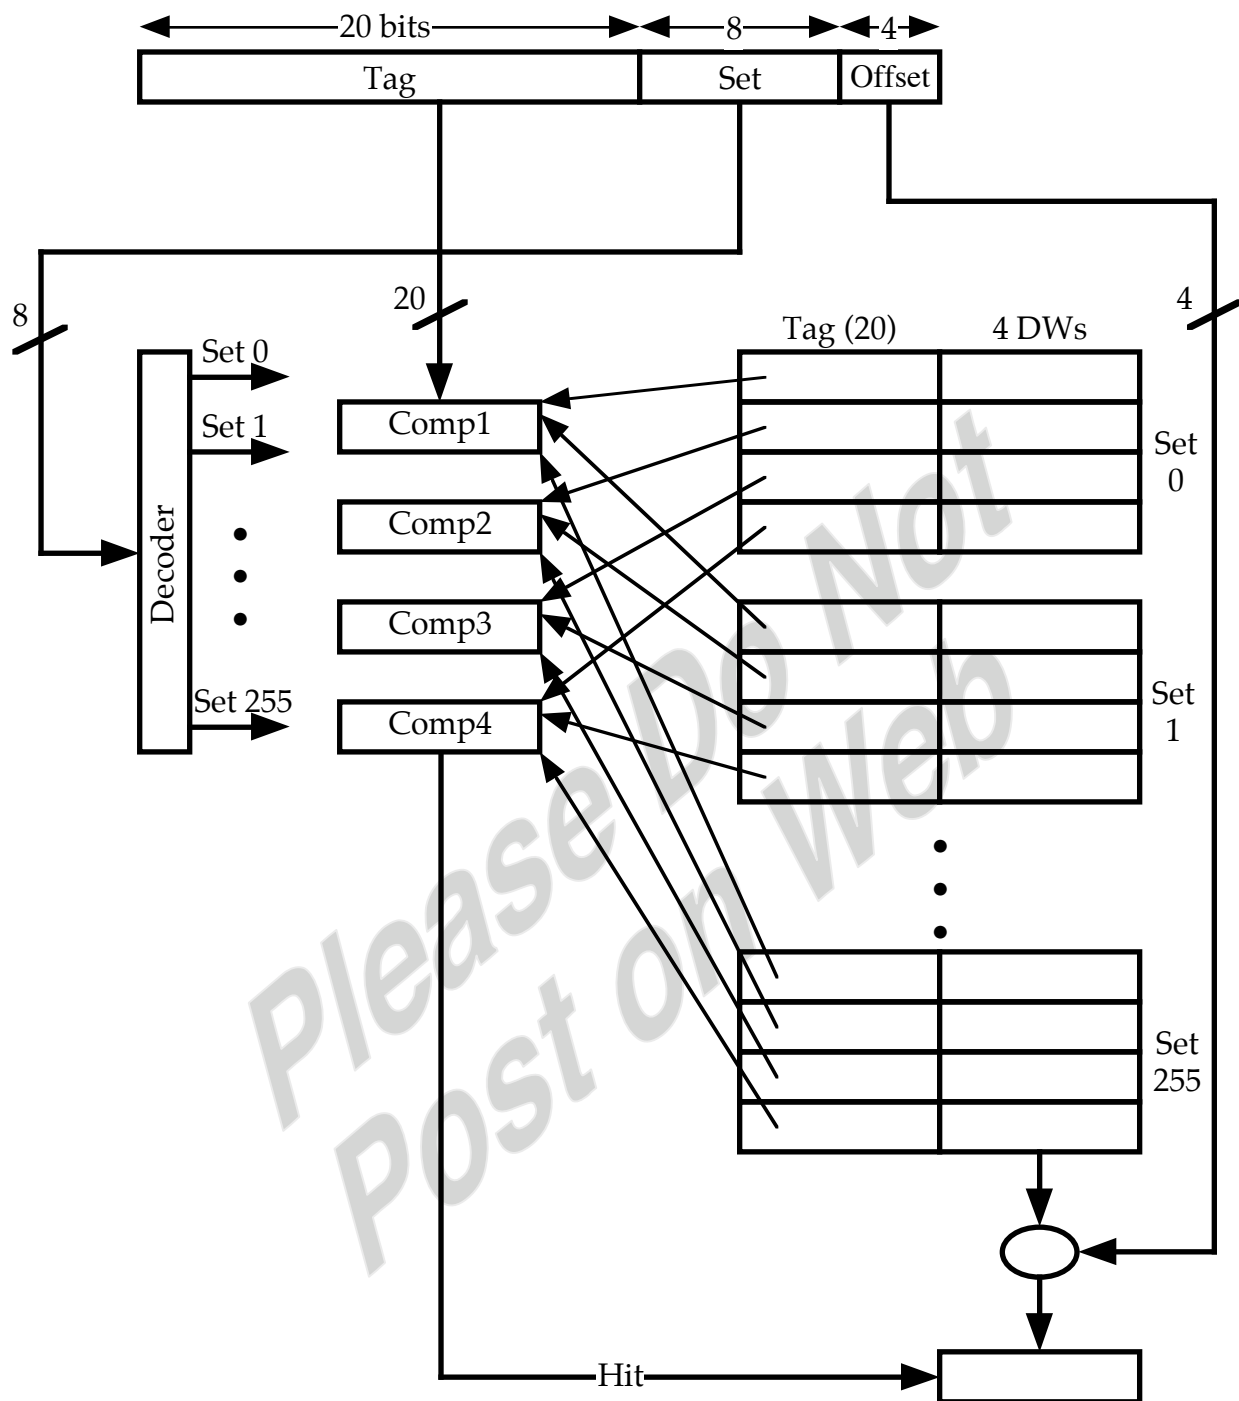 20 bits
8
4
Tag
Set
Offset
8
20
4
Tag (20)
4 DWs
Set 0
Set 1
Set 255
Decoder
Comp1
Comp2
Comp3
Comp4
Set
0
Set
1
Set
255
Please Do Not
Post on Web
Hit